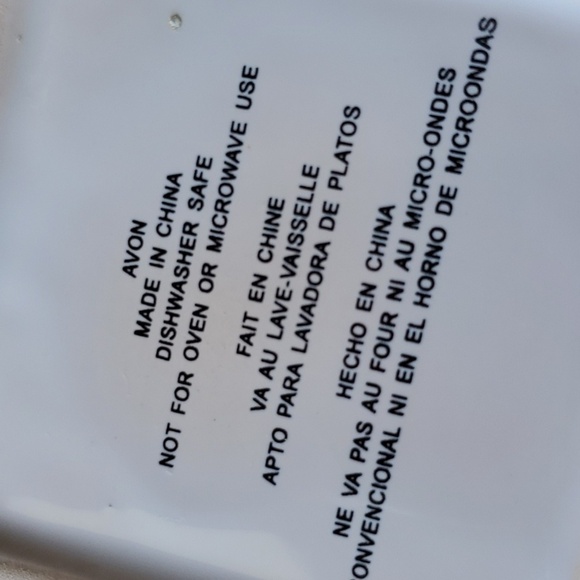 AVON
MADE IN CHINA
DISHWASHER SAFE
NOT FOR OVEN OR MICROWAVE USE
FAIT EN CHINE
VA AU LAVE-VAISSELLE
APTO PARA LAVADORA DE PLATOS
HECHO EN CHINA
NE VA PAS AU FOUR NI AU MICRO-ONDES
ONVENCIONAL NI EN EL HORNO DE MICROONDAS